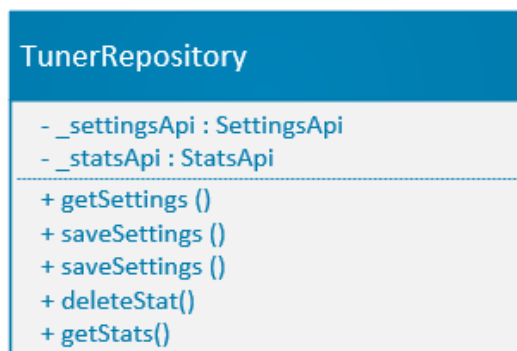 TunerRepository
- _settingsApi : SettingsApi
- _statsApi : StatsApi
+ getSettings ()
+ saveSettings ()
+ saveSettings ()
+ deleteStat()
+ getStats()